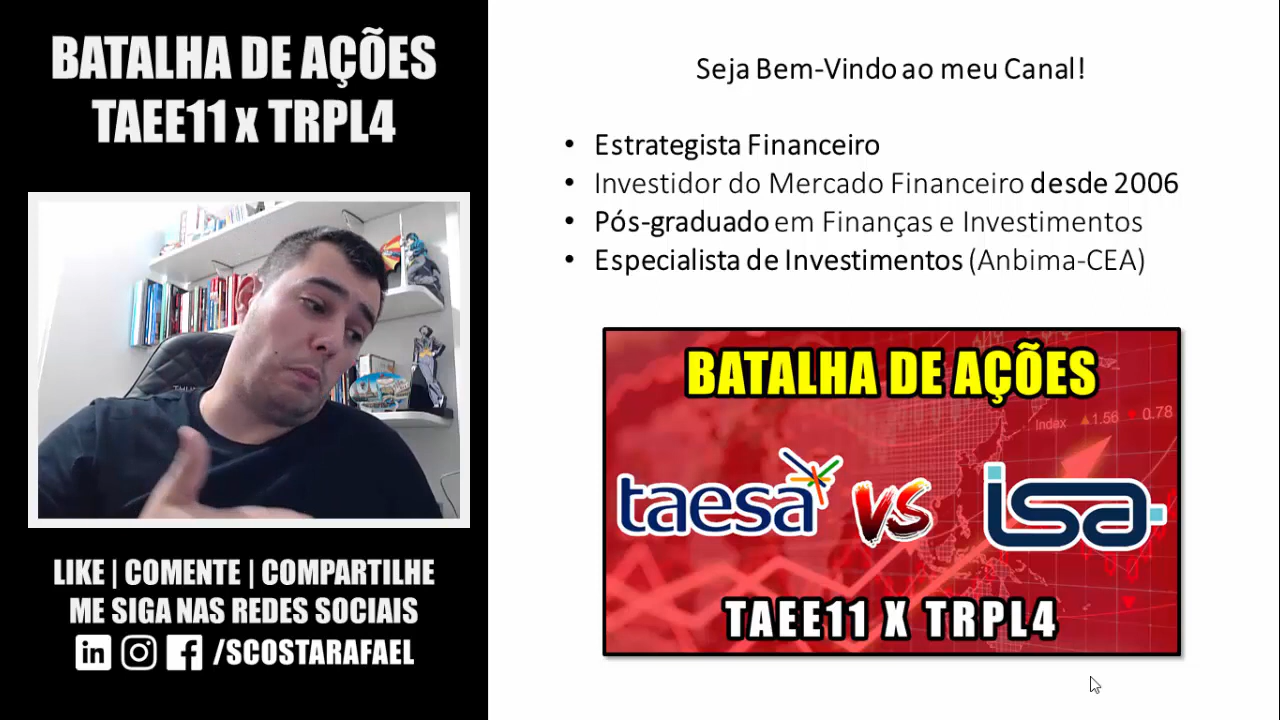 BATALHA DE AÇÕES
TAEE11 x TRPL4
LIKE | COMENTE | COMPARTILHE
ME SIGA NAS REDES SOCIAIS
in f /SCOSTARAFAEL
Seja Bem-Vindo ao meu Canal!
• Estrategista Financeiro
• Investidor do Mercado Financeiro desde 2006
• Pós-graduado em Finanças e Investimentos
• Especialista de Investimentos (Anbima-CEA)
BATALHA DE AÇÕES
Index ▲1.56 ▼0.78
taesa VS isa
TAEE11 X TRPL4